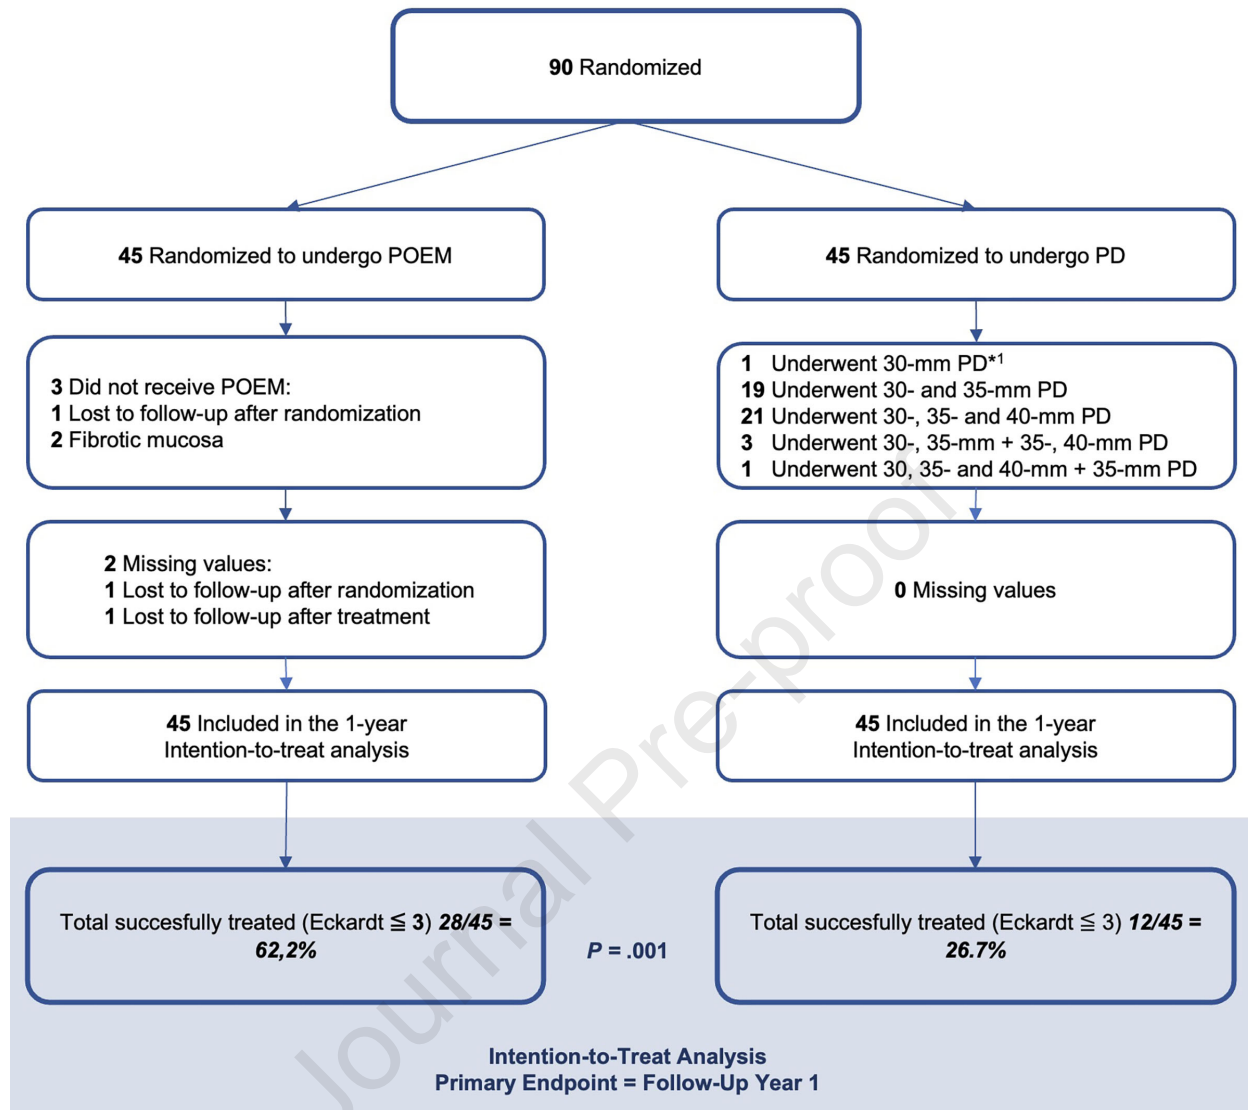 90 Randomized
45 Randomized to undergo POEM
45 Randomized to undergo PD
3 Did not receive POEM:
1 Lost to follow-up after randomization
2 Fibrotic mucosa
1 Underwent 30-mm PD*1
19 Underwent 30- and 35-mm PD
21 Underwent 30-, 35- and 40-mm PD
3 Underwent 30-, 35-mm + 35-, 40-mm PD
1 Underwent 30, 35- and 40-mm + 35-mm PD
2 Missing values:
1 Lost to follow-up after randomization
1 Lost to follow-up after treatment
0 Missing values
45 Included in the 1-year
Intention-to-treat analysis
45 Included in the 1-year
Intention-to-treat analysis
Total succesfully treated (Eckardt ≦ 3) 28/45 =
62,2%
P = .001
Total succesfully treated (Eckardt ≦ 3) 12/45 =
26.7%
Intention-to-Treat Analysis
Primary Endpoint = Follow-Up Year 1
Journal Pre-proof